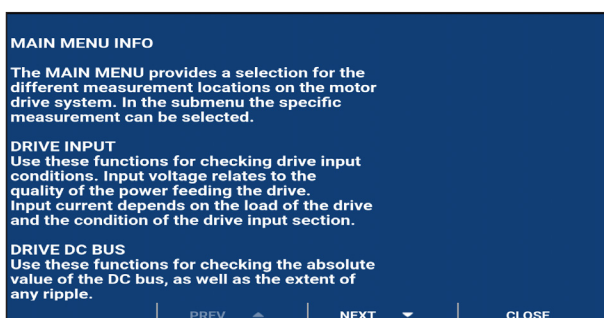 MAIN MENU INFO
The MAIN MENU provides a selection for the
different measurement locations on the motor
drive system. In the submenu the specific
measurement can be selected.
DRIVE INPUT
Use these functions for checking drive input
conditions. Input voltage relates to the
quality of the power feeding the drive.
Input current depends on the load of the drive
and the condition of the drive input section.
DRIVE DC BUS
Use these functions for checking the absolute
value of the DC bus, as well as the extent of
any ripple.
PREV NEXT CLOSE